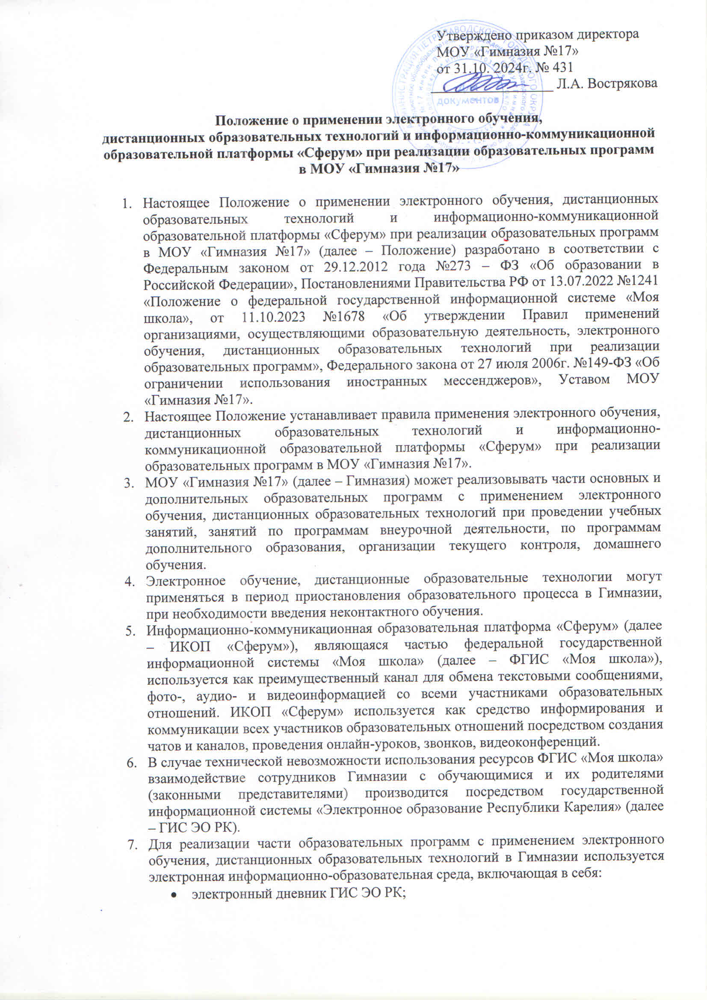 Утверждено приказом директора
МОУ «Гимназия №17»
от 31.10. 2024г. № 431
Л.А. Вострякова
документов
Положение о применении электронного обучения,
дистанционных образовательных технологий и информационно-коммуникационной
образовательной платформы «Сферум» при реализации образовательных программ
в МОУ «Гимназия №17»
1. Настоящее Положение о применении электронного обучения, дистанционных
образовательных технологий и информационно-коммуникационной
образовательной платформы «Сферум» при реализации образовательных программ
в МОУ «Гимназия №17» (далее – Положение) разработано в соответствии с
Федеральным законом от 29.12.2012 года №273 – ФЗ «Об образовании в
Российской Федерации», Постановлениями Правительства РФ от 13.07.2022 №1241
«Положение о федеральной государственной информационной системе «Моя
школа», от 11.10.2023 №1678 «Об утверждении Правил применений
организациями, осуществляющими образовательную деятельность, электронного
обучения, дистанционных образовательных технологий при реализации
образовательных программ», Федерального закона от 27 июля 2006г. №149-ФЗ «Об
ограничении использования иностранных мессенджеров», Уставом МОУ
«Гимназия №17».
2. Настоящее Положение устанавливает правила применения электронного обучения,
дистанционных образовательных технологий и информационно-
коммуникационной образовательной платформы «Сферум» при реализации
образовательных программ в МОУ «Гимназия №17».
3. МОУ «Гимназия №17» (далее – Гимназия) может реализовывать части основных и
дополнительных образовательных программ с применением электронного
обучения, дистанционных образовательных технологий при проведении учебных
занятий, занятий по программам внеурочной деятельности, по программам
дополнительного образования, организации текущего контроля, домашнего
обучения.
4. Электронное обучение, дистанционные образовательные технологии могут
применяться в период приостановления образовательного процесса в Гимназии,
при необходимости введения неконтактного обучения.
5. Информационно-коммуникационная образовательная платформа «Сферум» (далее
– ИКОП «Сферум»), являющаяся частью федеральной государственной
информационной системы «Моя школа» (далее – ФГИС «Моя школа»),
используется как преимущественный канал для обмена текстовыми сообщениями,
фото-, аудио- и видеоинформацией со всеми участниками образовательных
отношений. ИКОП «Сферум» используется как средство информирования и
коммуникации всех участников образовательных отношений посредством создания
чатов и каналов, проведения онлайн-уроков, звонков, видеоконференций.
6. В случае технической невозможности использования ресурсов ФГИС «Моя школа»
взаимодействие сотрудников Гимназии с обучающимися и их родителями
(законными представителями) производится посредством государственной
информационной системы «Электронное образование Республики Карелия» (далее
– ГИС ЭО РК).
7. Для реализации части образовательных программ с применением электронного
обучения, дистанционных образовательных технологий в Гимназии используется
электронная информационно-образовательная среда, включающая в себя:
• электронный дневник ГИС ЭО РК;